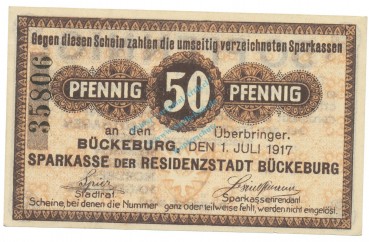 Gegen diesen Schein zahlen die umseitig verzeichneten Sparkassen
35806
PFENNIG 50 PFENNIG
an den Überbringer.
BÜCKEBURG, DEN 1. JULI 1917
SPARKASSE DER RESIDENZSTADT BÜCKEBURG
Stadtrat Sparkassenrendant
Scheine, bei denen die Nummer ganz oder teilweise fehlt, werden nicht eingelöst.